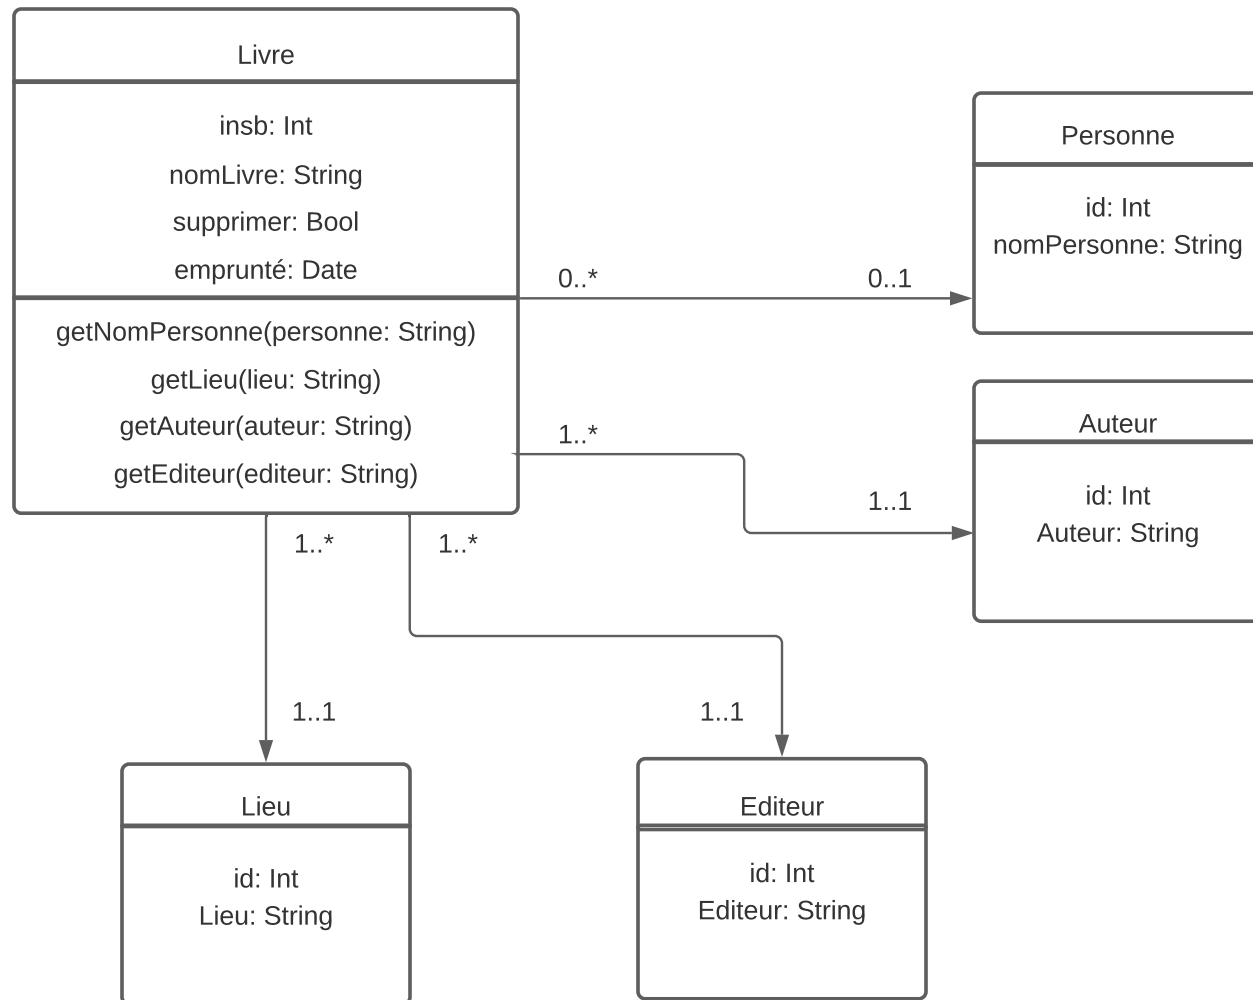 Livre
insb: Int
nomLivre: String
supprimer: Bool
emprunté: Date
getNomPersonne(personne: String)
getLieu(lieu: String)
getAuteur(auteur: String)
getEditeur(editeur: String)
0..*
0..1
Personne
id: Int
nomPersonne: String
1..*
1..1
Auteur
id: Int
Auteur: String
1..*
1..*
1..1
1..1
Lieu
id: Int
Lieu: String
Editeur
id: Int
Editeur: String